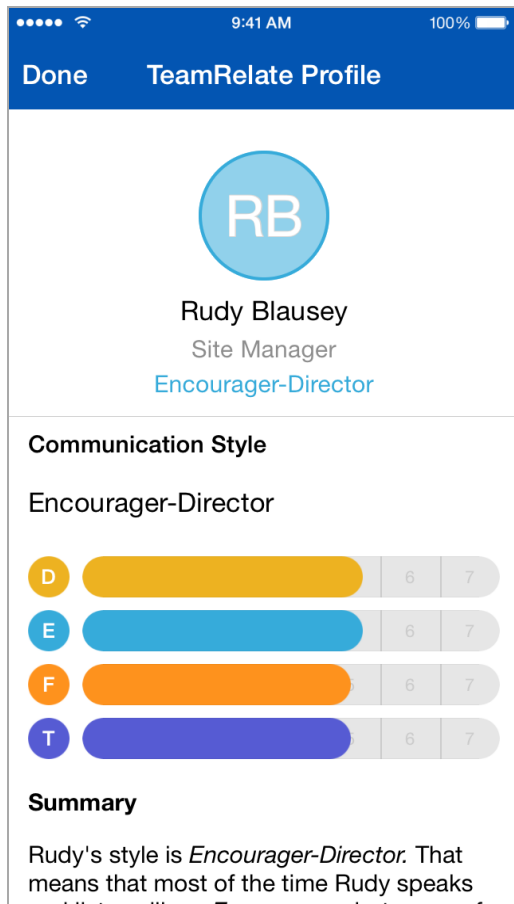 9:41 AM
100%
Done
TeamRelate Profile
RB
Rudy Blausey
Site Manager
Encourager-Director
Communication Style
Encourager-Director
D 6 7
E 6 7
F 6 7
T 6 7
Summary
Rudy's style is Encourager-Director. That
means that most of the time Rudy speaks